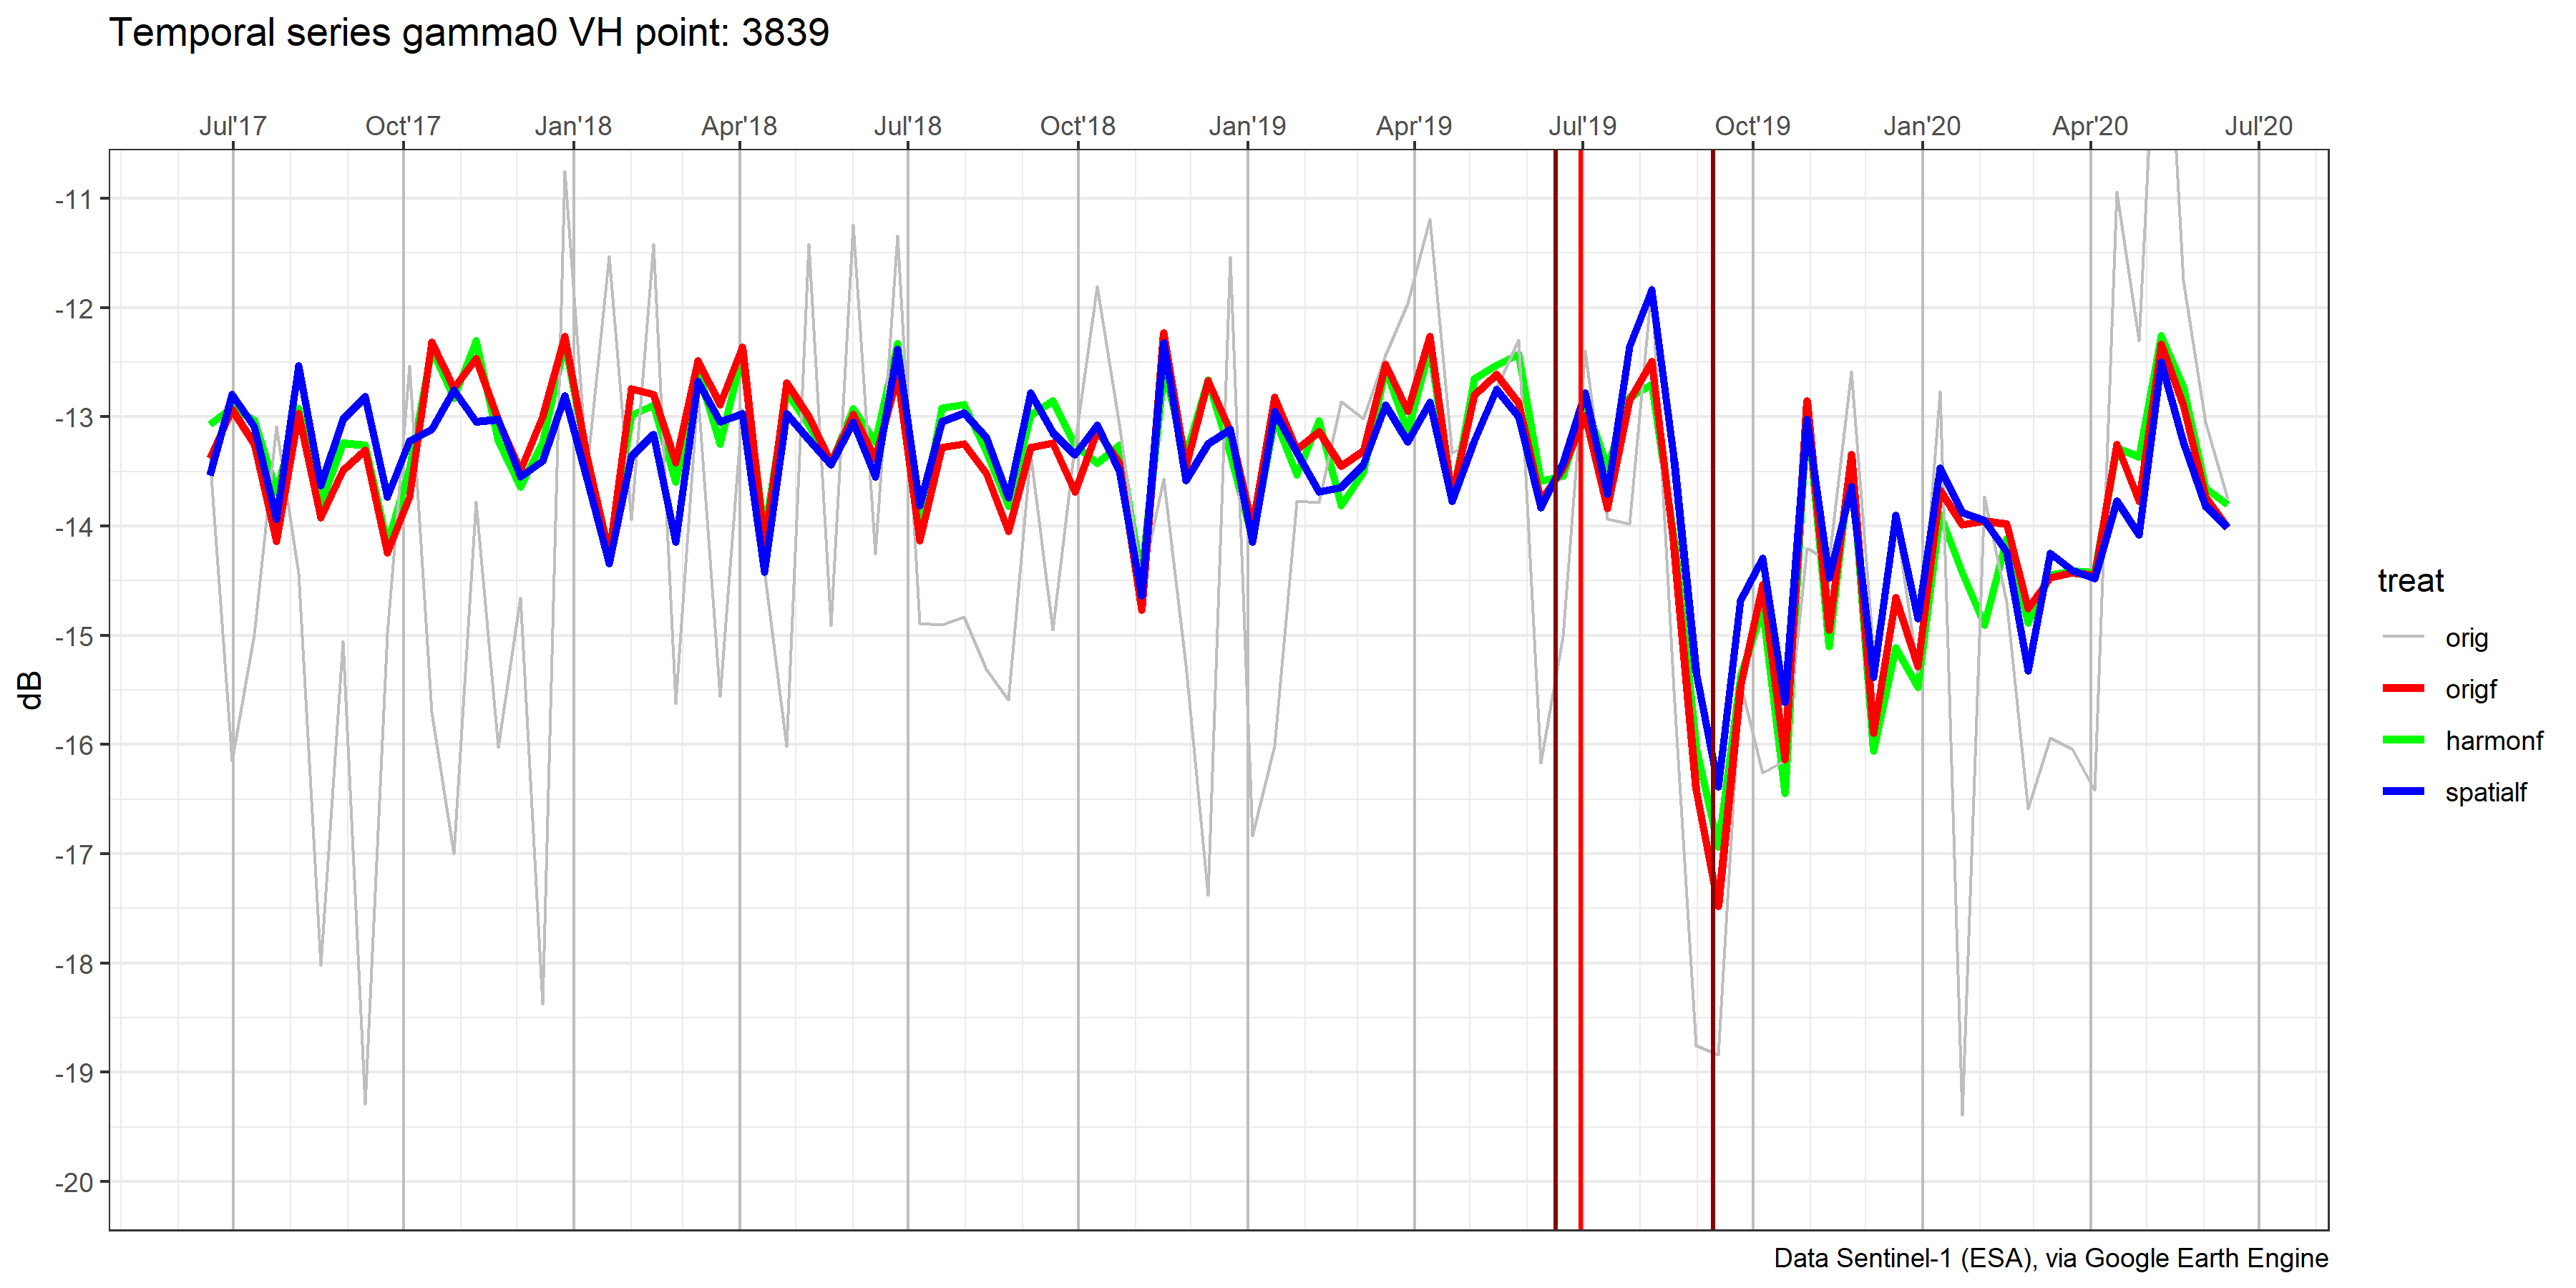 Temporal series gamma0 VH point: 3839
Jul'17 Oct'17 Jan'18 Apr'18 Jul'18 Oct'18 Jan'19 Apr'19 Jul'19 Oct'19 Jan'20 Apr'20 Jul'20
-11
-12
-13
-14
-15
-16
-17
-18
-19
-20
dB
treat
orig
origf
harmonf
spatialf
Data Sentinel-1 (ESA), via Google Earth Engine